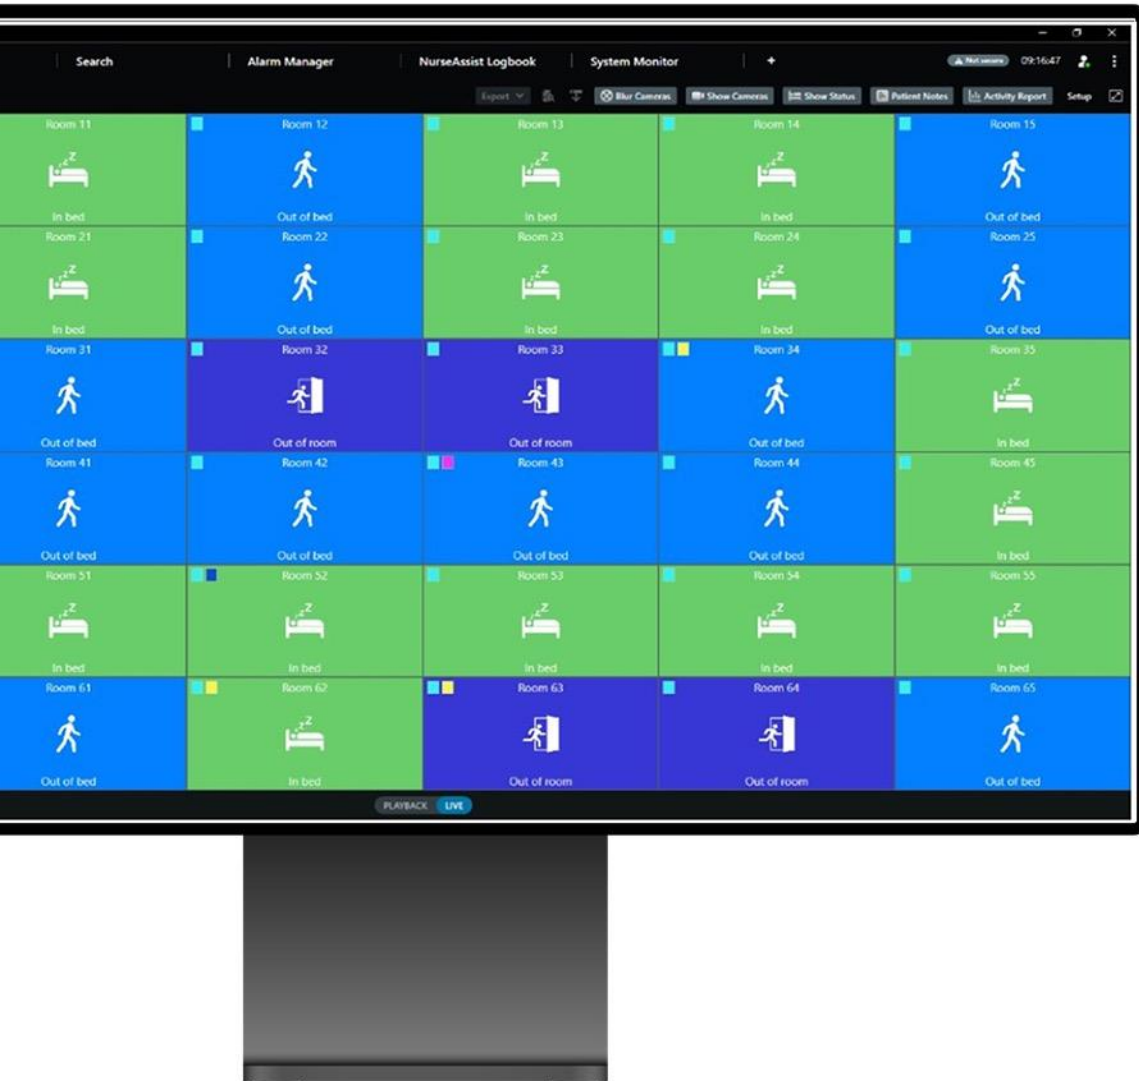 Search Alarm Manager NurseAssist Logbook System Monitor + Not secure 09:16:47
Export Blur Cameras Show Cameras Show Status Patient Notes Activity Report Setup
Room 11 Room 12 Room 13 Room 14 Room 15
In bed Out of bed In bed In bed Out of bed
Room 21 Room 22 Room 23 Room 24 Room 25
In bed Out of bed In bed In bed Out of bed
Room 31 Room 32 Room 33 Room 34 Room 35
Out of bed Out of room Out of room Out of bed In bed
Room 41 Room 42 Room 43 Room 44 Room 45
Out of bed Out of bed Out of bed Out of bed In bed
Room 51 Room 52 Room 53 Room 54 Room 55
In bed In bed In bed In bed In bed
Room 61 Room 62 Room 63 Room 64 Room 65
Out of bed In bed Out of room Out of room Out of bed
PLAYBACK LIVE